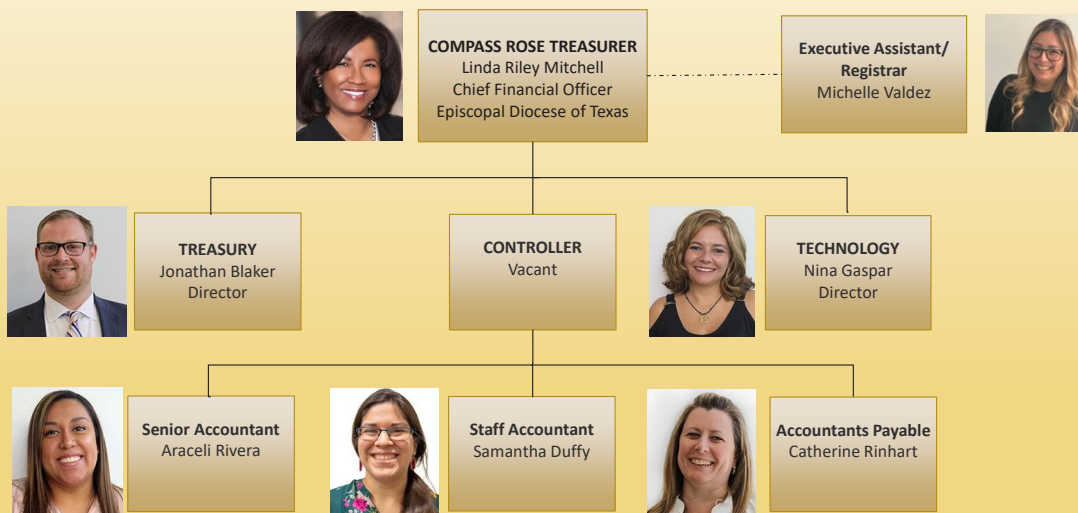 COMPASS ROSE TREASURER
Linda Riley Mitchell
Chief Financial Officer
Episcopal Diocese of Texas
Executive Assistant/
Registrar
Michelle Valdez
TREASURY
Jonathan Blaker
Director
CONTROLLER
Vacant
TECHNOLOGY
Nina Gaspar
Director
Senior Accountant
Araceli Rivera
Staff Accountant
Samantha Duffy
Accountants Payable
Catherine Rinhart